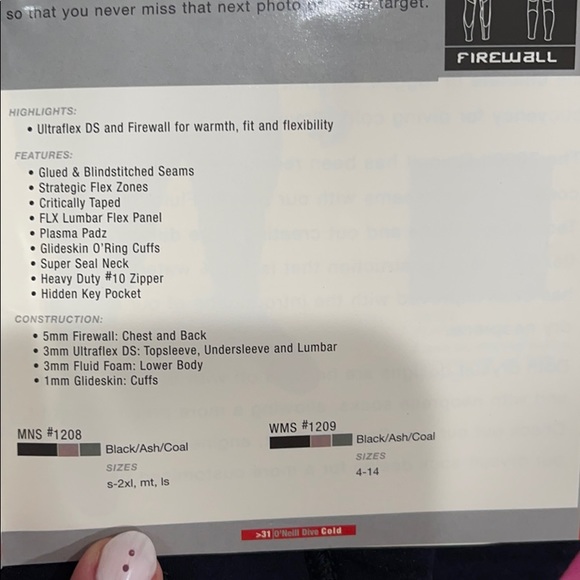 so that you never miss that next photo target.
FIREWALL
HIGHLIGHTS:
• Ultraflex DS and Firewall for warmth, fit and flexibility
FEATURES:
• Glued & Blindstitched Seams
• Strategic Flex Zones
• Critically Taped
• FLX Lumbar Flex Panel
• Plasma Padz
• Glideskin O'Ring Cuffs
• Super Seal Neck
• Heavy Duty #10 Zipper
• Hidden Key Pocket
CONSTRUCTION:
• 5mm Firewall: Chest and Back
• 3mm Ultraflex DS: Topsleeve, Undersleeve and Lumbar
• 3mm Fluid Foam: Lower Body
• 1mm Glideskin: Cuffs
MNS #1208
Black/Ash/Coal
SIZES
s-2xl, mt, ls
WMS #1209
Black/Ash/Coal
SIZES
4-14
>31 O'Neill Dive Cold